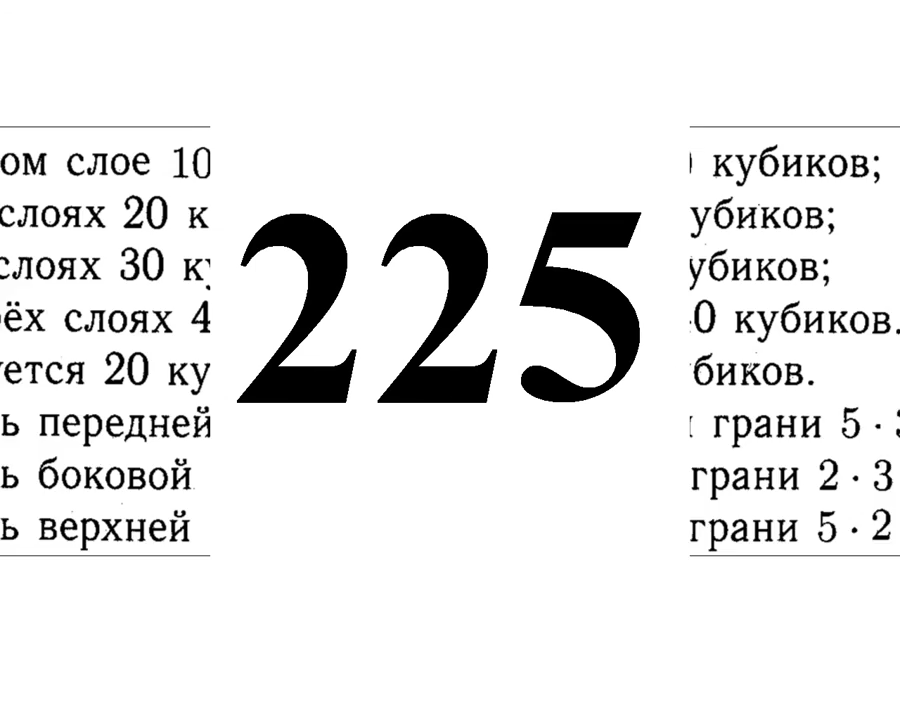 ом слое 10 кубиков;
слоях 20 к убиков;
слоях 30 к убиков;
ёх слоях 4 0 кубиков.
ется 20 ку биков.
225
ь передней грани 5 ·
ь боковой грани 2 · 3
ь верхней грани 5 · 2